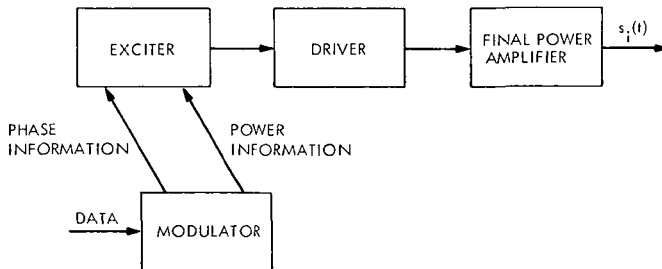 EXCITER
DRIVER
FINAL POWER
AMPLIFIER
s_i(t)
PHASE
INFORMATION
POWER
INFORMATION
DATA
MODULATOR